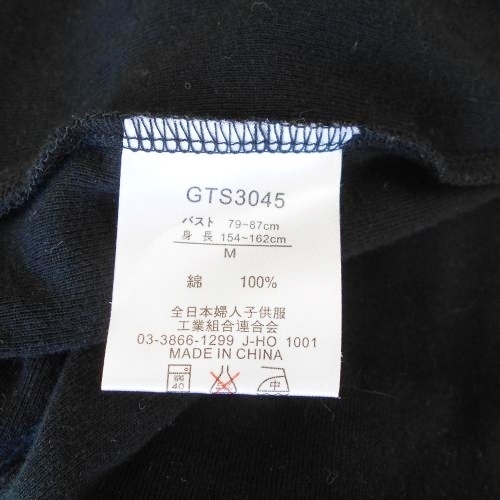 GTS3045
バスト 79~87cm
身長 154~162cm
M
綿 100%
全日本婦人子供服
工業組合連合会
03-3866-1299 J-HO 1001
MADE IN CHINA
40 中